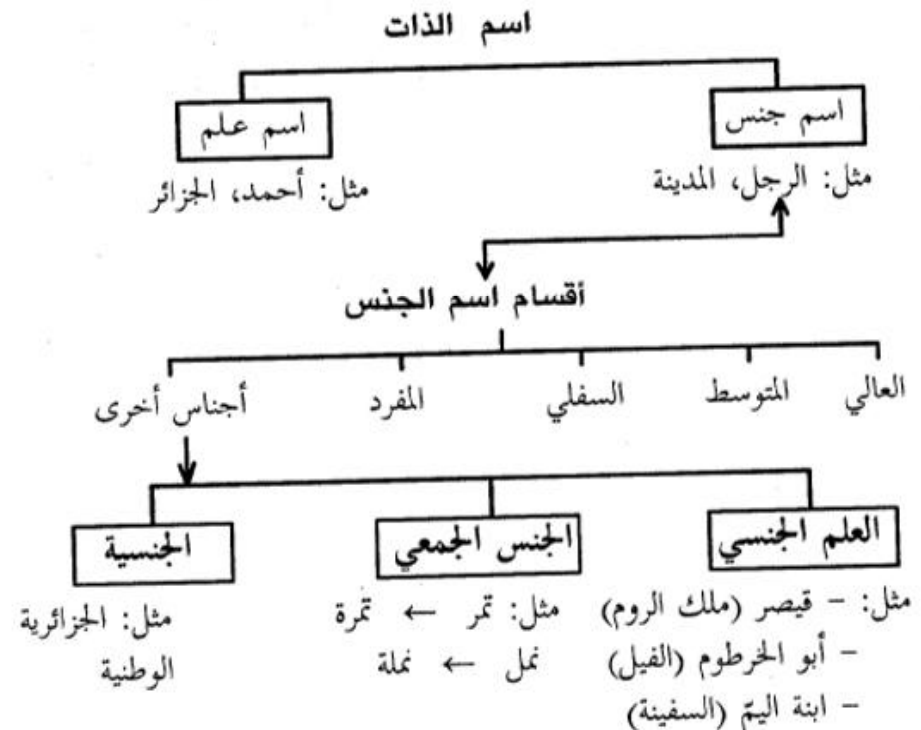 اسم الذات
اسم جنس
اسم علم
مثل: الرجل، المدينة
مثل: أحمد، الجزائر
أقسام اسم الجنس
العالي
المتوسط
السفلي
المفرد
أجناس أخرى
العلم الجنسي
الجنس الجمعي
الجنسية
مثل: - قيصر (ملك الروم)
- أبو الخرطوم (الفيل)
- ابنة اليمّ (السفينة)
مثل: تمر ← تمرة
نمل ← نملة
مثل: الجزائرية
الوطنية